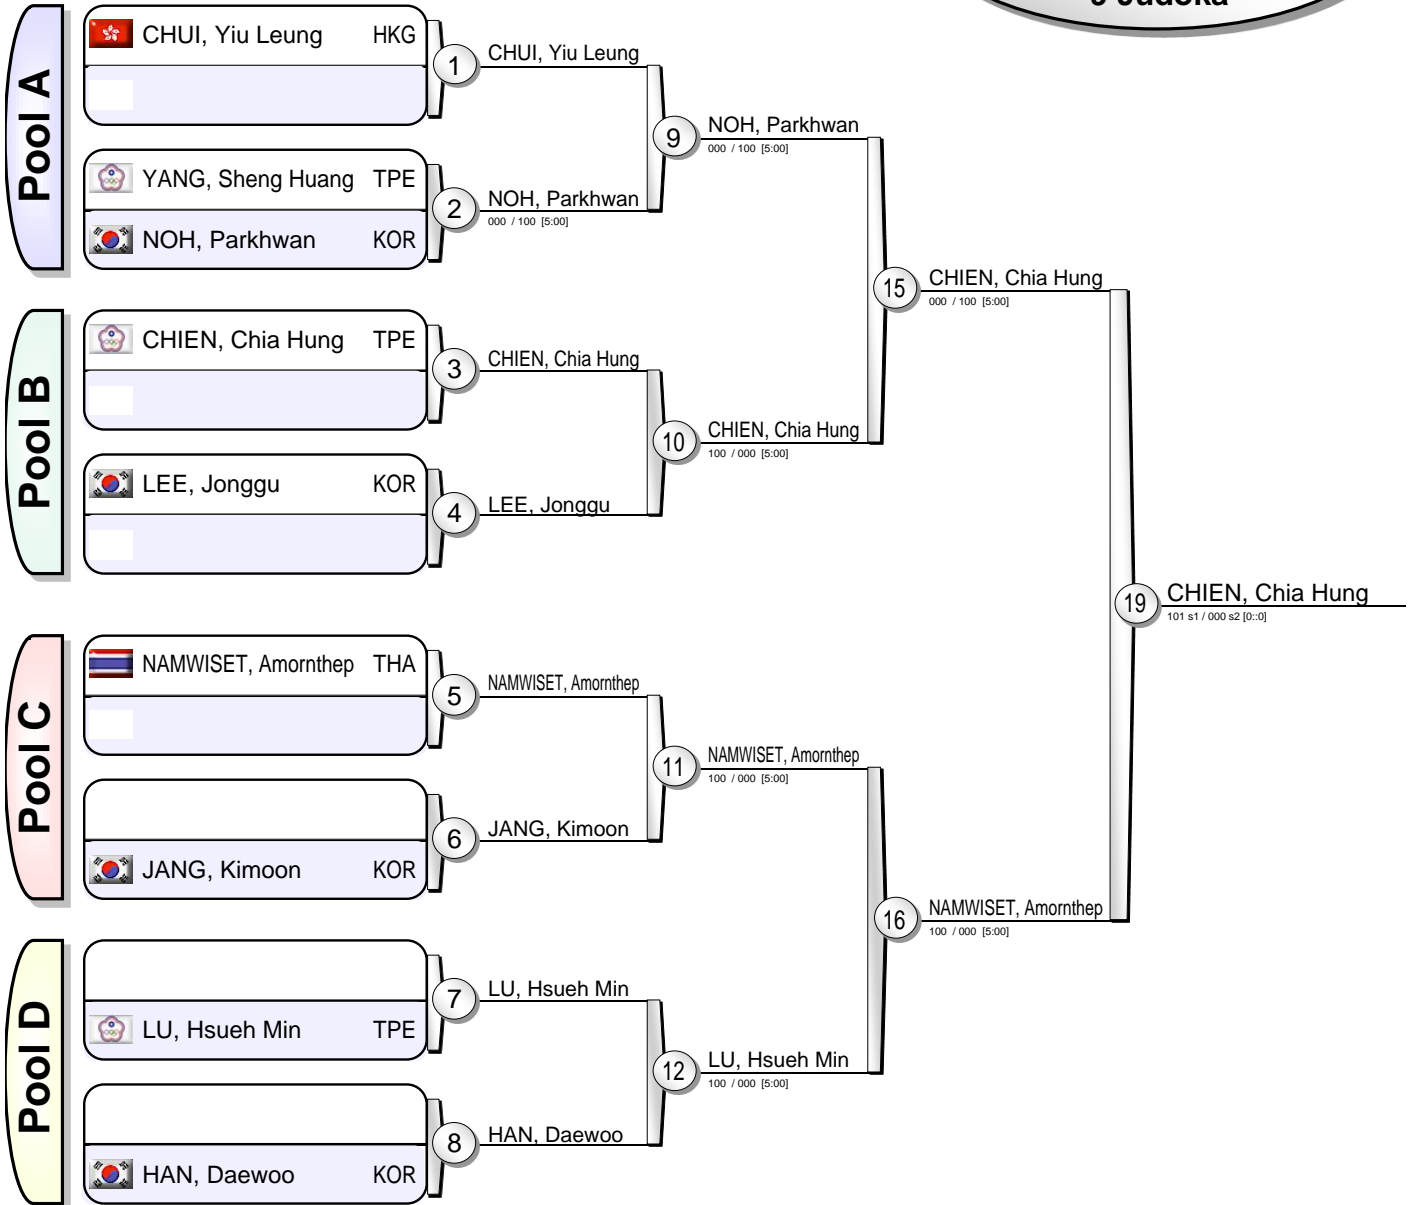 9 Judoka
Pool A
CHUI, Yiu Leung HKG
1
CHUI, Yiu Leung
YANG, Sheng Huang TPE
NOH, Parkhwan KOR
2
NOH, Parkhwan
000 / 100 [5:00]
9
NOH, Parkhwan
000 / 100 [5:00]
Pool B
CHIEN, Chia Hung TPE
3
CHIEN, Chia Hung
LEE, Jonggu KOR
4
LEE, Jonggu
10
CHIEN, Chia Hung
100 / 000 [5:00]
15
CHIEN, Chia Hung
000 / 100 [5:00]
Pool C
NAMWISET, Amornthep THA
5
NAMWISET, Amornthep
JANG, Kimoon KOR
6
JANG, Kimoon
11
NAMWISET, Amornthep
100 / 000 [5:00]
Pool D
LU, Hsueh Min TPE
7
LU, Hsueh Min
HAN, Daewoo KOR
8
HAN, Daewoo
12
LU, Hsueh Min
100 / 000 [5:00]
16
NAMWISET, Amornthep
100 / 000 [5:00]
19
CHIEN, Chia Hung
101 s1 / 000 s2 [0::0]